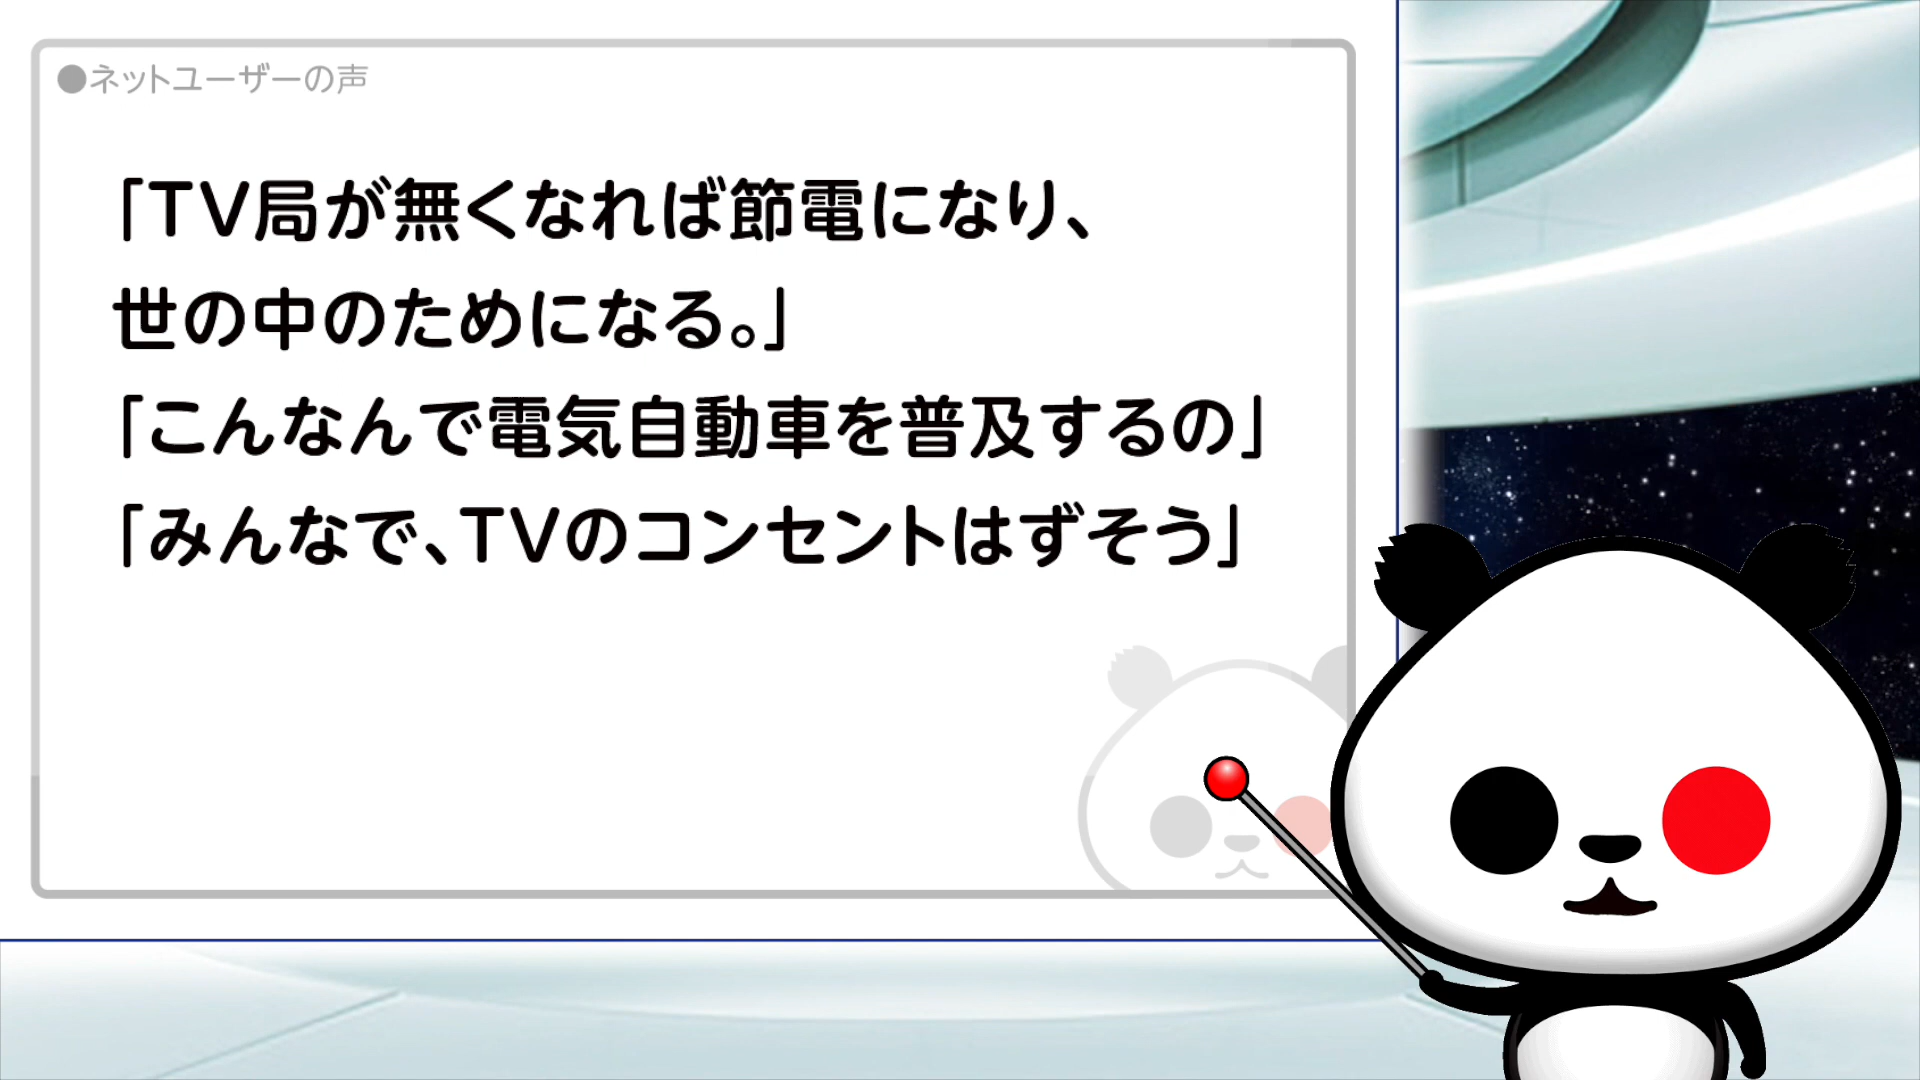 ●ネットユーザーの声
「TV局が無くなれば節電になり、
世の中のためになる。」
「こんなんで電気自動車を普及するの」
「みんなで、TVのコンセントはずそう」